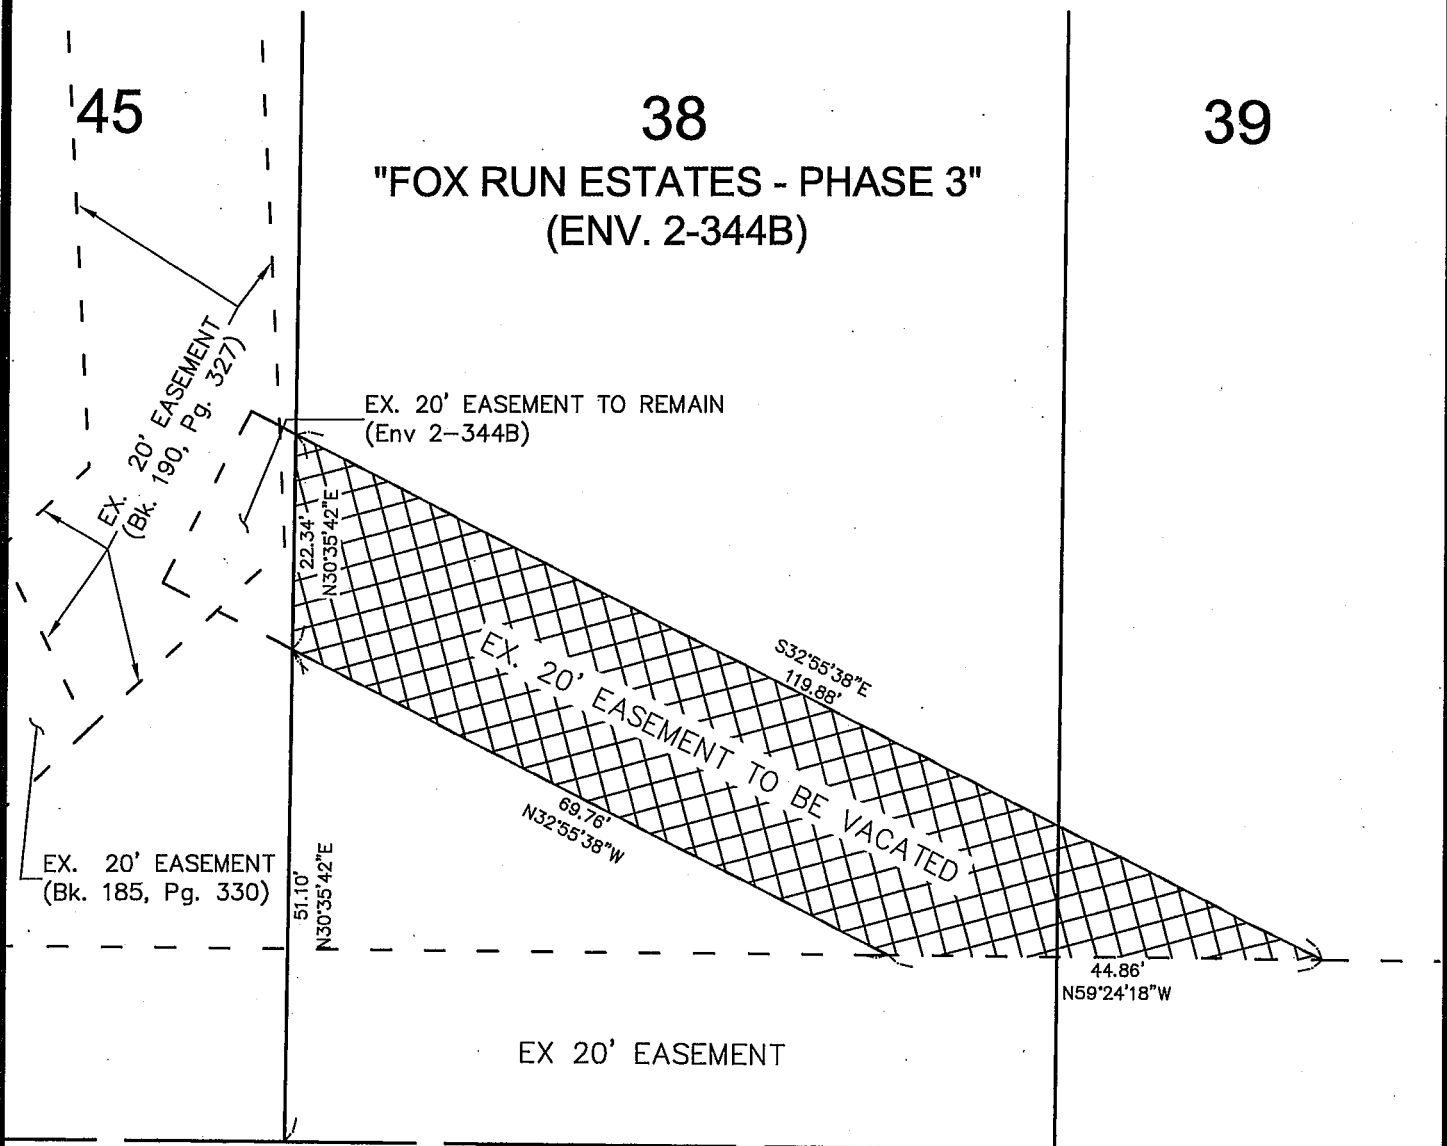 45
38
39
"FOX RUN ESTATES - PHASE 3"
(ENV. 2-344B)
EX. 20' EASEMENT
(Bk. 190, Pg. 327)
EX. 20' EASEMENT TO REMAIN
(Env 2-344B)
22.34'
N30°35'42"E
S32°55'38"E
119.88'
EX. 20' EASEMENT TO BE VACATED
69.76'
N32°55'38"W
EX. 20' EASEMENT
(Bk. 185, Pg. 330)
51.10'
N30°35'42"E
44.86'
N59°24'18"W
EX 20' EASEMENT